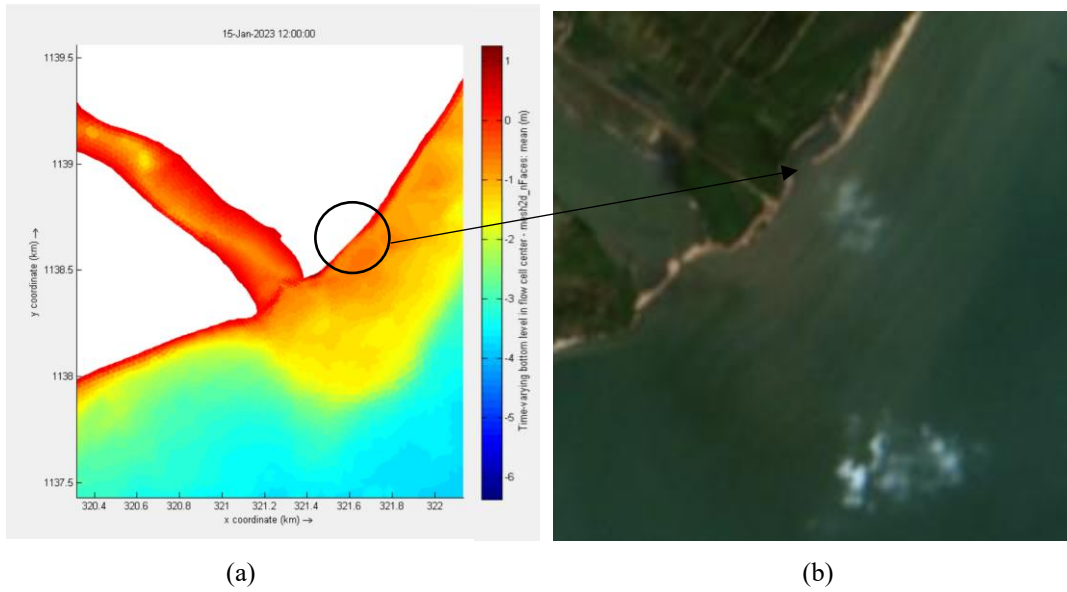 15-Jan-2023 12:00:00
1139.5
1139
1138.5
1138
1137.5
y coordinate (km) →
320.4 320.6 320.8 321 321.2 321.4 321.6 321.8 322
x coordinate (km) →
1
0
-1
-2
-3
-4
-5
-6
Time-varying bottom level in flow cell center - mesh2d_nFaces: mean (m)
(a)
(b)